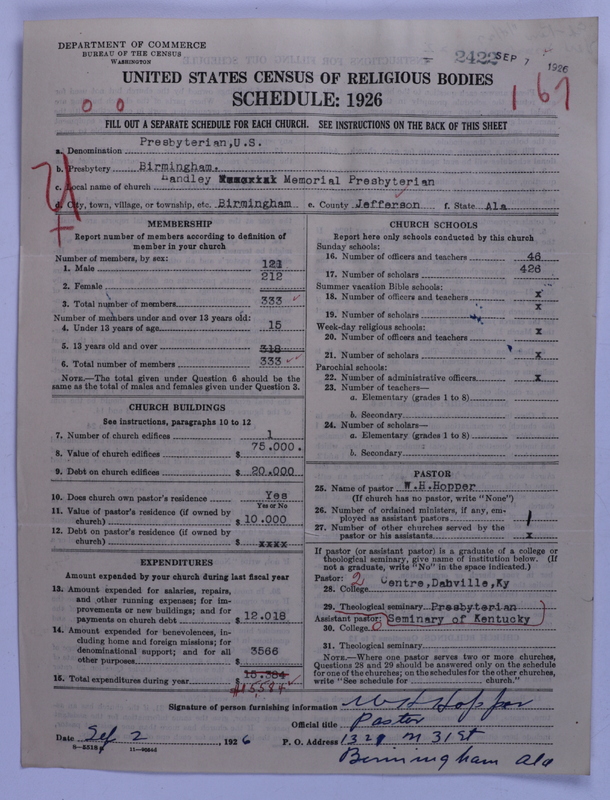 DEPARTMENT OF COMMERCE
BUREAU OF THE CENSUS
WASHINGTON
2422 SEP 7 1926
UNITED STATES CENSUS OF RELIGIOUS BODIES
SCHEDULE: 1926
0 0
167
FILL OUT A SEPARATE SCHEDULE FOR EACH CHURCH. SEE INSTRUCTIONS ON THE BACK OF THIS SHEET
a. Denomination Presbyterian,U.S.
b. Presbytery Birmingham.
c. Local name of church Handley Memorial Presbyterian
d. City, town, village, or township, etc. Birmingham e. County Jefferson f. State Ala
MEMBERSHIP
Report number of members according to definition of
member in your church
Number of members, by sex:
1. Male 121
2. Female 212
3. Total number of members 333
Number of members under and over 13 years old:
4. Under 13 years of age 15
5. 13 years old and over 318
6. Total number of members 333
NOTE.—The total given under Question 6 should be the
same as the total of males and females given under Question 3.
CHURCH BUILDINGS
See instructions, paragraphs 10 to 12
7. Number of church edifices 1
8. Value of church edifices $ 75.000.
9. Debt on church edifices $ 20.000
10. Does church own pastor's residence Yes
Yes or No
11. Value of pastor's residence (if owned by
church) $ 10.000
12. Debt on pastor's residence (if owned by
church) $ xxxx
EXPENDITURES
Amount expended by your church during last fiscal year
13. Amount expended for salaries, repairs,
and other running expenses; for im-
provements or new buildings; and for
payments on church debt $ 12.018
14. Amount expended for benevolences, in-
cluding home and foreign missions; for
denominational support; and for all
other purposes $ 3566
15. Total expenditures during year $ 15.384
$15,584
CHURCH SCHOOLS
Report here only schools conducted by this church
Sunday schools:
16. Number of officers and teachers 46
17. Number of scholars 426
Summer vacation Bible schools:
18. Number of officers and teachers x
19. Number of scholars x
Week-day religious schools:
20. Number of officers and teachers x
21. Number of scholars x
Parochial schools:
22. Number of administrative officers x
23. Number of teachers—
a. Elementary (grades 1 to 8)
b. Secondary
24. Number of scholars—
a. Elementary (grades 1 to 8)
b. Secondary
PASTOR
25. Name of pastor W.H.Hopper
(If church has no pastor, write "None")
26. Number of ordained ministers, if any, em-
ployed as assistant pastors 1
27. Number of other churches served by the
pastor or his assistants x
If pastor (or assistant pastor) is a graduate of a college or
theological seminary, give name of institution below. (If
not a graduate, write "No" in the space indicated.)
Pastor: 2
28. College Centre,Dahville,Ky
29. Theological seminary Presbyterian
Assistant pastor: Seminary of Kentucky
30. College
31. Theological seminary
NOTE.—Where one pastor serves two or more churches,
Questions 28 and 29 should be answered only on the schedule
for one of the churches; on the schedules for the other churches,
write "See schedule for church."
Signature of person furnishing information W H Hopper
Official title Pastor
Date Sep 2, 1926 P. O. Address 1329 N 31 St
Birmingham Ala